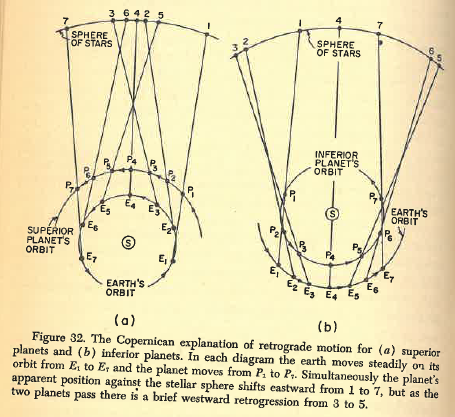 7 3 6 4 2 5 1
SPHERE
OF STARS
P7 P6 P5 P4 P3 P2 P1
E6 E5 E4 E3 E2
SUPERIOR
PLANET'S
ORBIT
S
E7 E1
EARTH'S
ORBIT
(a)
3 2 1 4 7 6 5
SPHERE
OF STARS
INFERIOR
PLANET'S
ORBIT
P1 P7
S
EARTH'S
ORBIT
P2 P3 P4 P5 P6
E1 E2 E3 E4 E5 E6 E7
(b)
Figure 32. The Copernican explanation of retrograde motion for (a) superior
planets and (b) inferior planets. In each diagram the earth moves steadily on its
orbit from E1 to E7 and the planet moves from P1 to P7. Simultaneously the planet's
apparent position against the stellar sphere shifts eastward from 1 to 7, but as the
two planets pass there is a brief westward retrogression from 3 to 5.